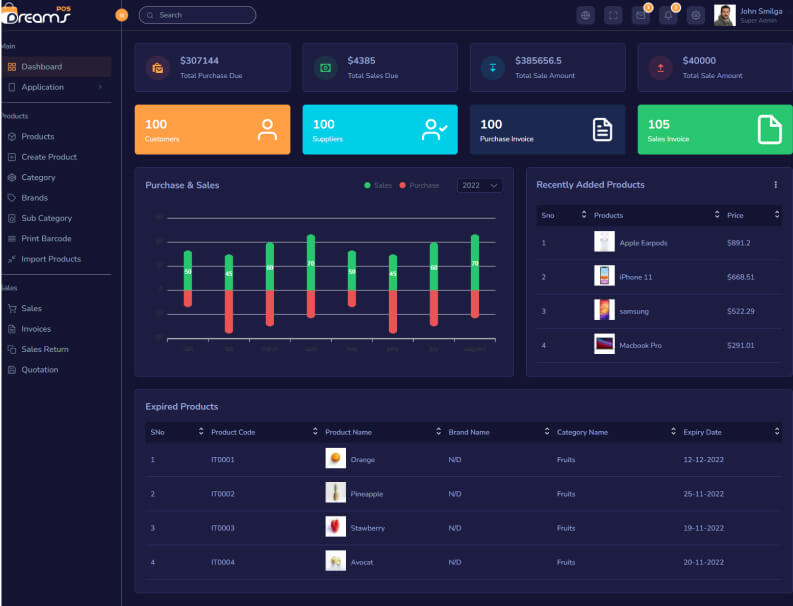 Dreams POS
Search
0
0
John Smilga
Super Admin
Main
Dashboard
Application
Products
Products
Create Product
Category
Brands
Sub Category
Print Barcode
Import Products
Sales
Sales
Invoices
Sales Return
Quotation
$307144
Total Purchase Due
$4385
Total Sales Due
$385656.5
Total Sale Amount
$40000
Total Sale Amount
100
Customers
100
Suppliers
100
Purchase Invoice
105
Sales Invoice
Purchase & Sales
Sales
Purchase
2022
50
45
60
70
50
45
60
70
Recently Added Products
Sno Products Price
1 Apple Earpods $891.2
2 iPhone 11 $668.51
3 samsung $522.29
4 Macbook Pro $291.01
Expired Products
SNo Product Code Product Name Brand Name Category Name Expiry Date
1 IT0001 Orange N/D Fruits 12-12-2022
2 IT0002 Pineapple N/D Fruits 25-11-2022
3 IT0003 Stawberry N/D Fruits 19-11-2022
4 IT0004 Avocat N/D Fruits 20-11-2022